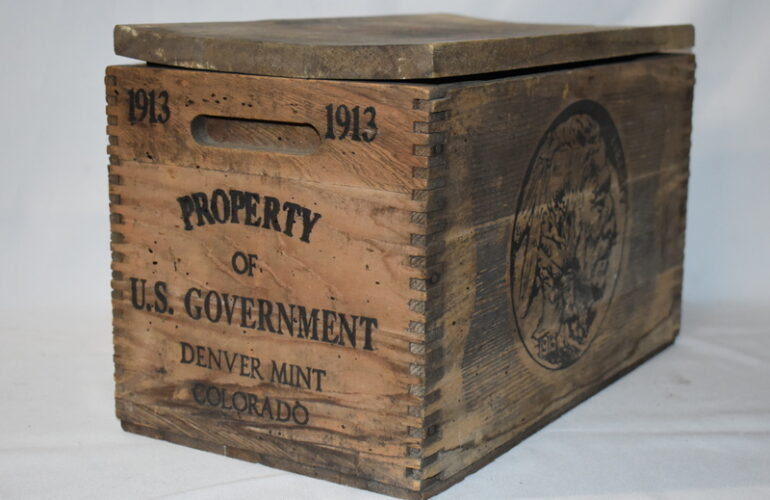 1913 1913
PROPERTY
OF
U.S. GOVERNMENT
DENVER MINT
COLORADO